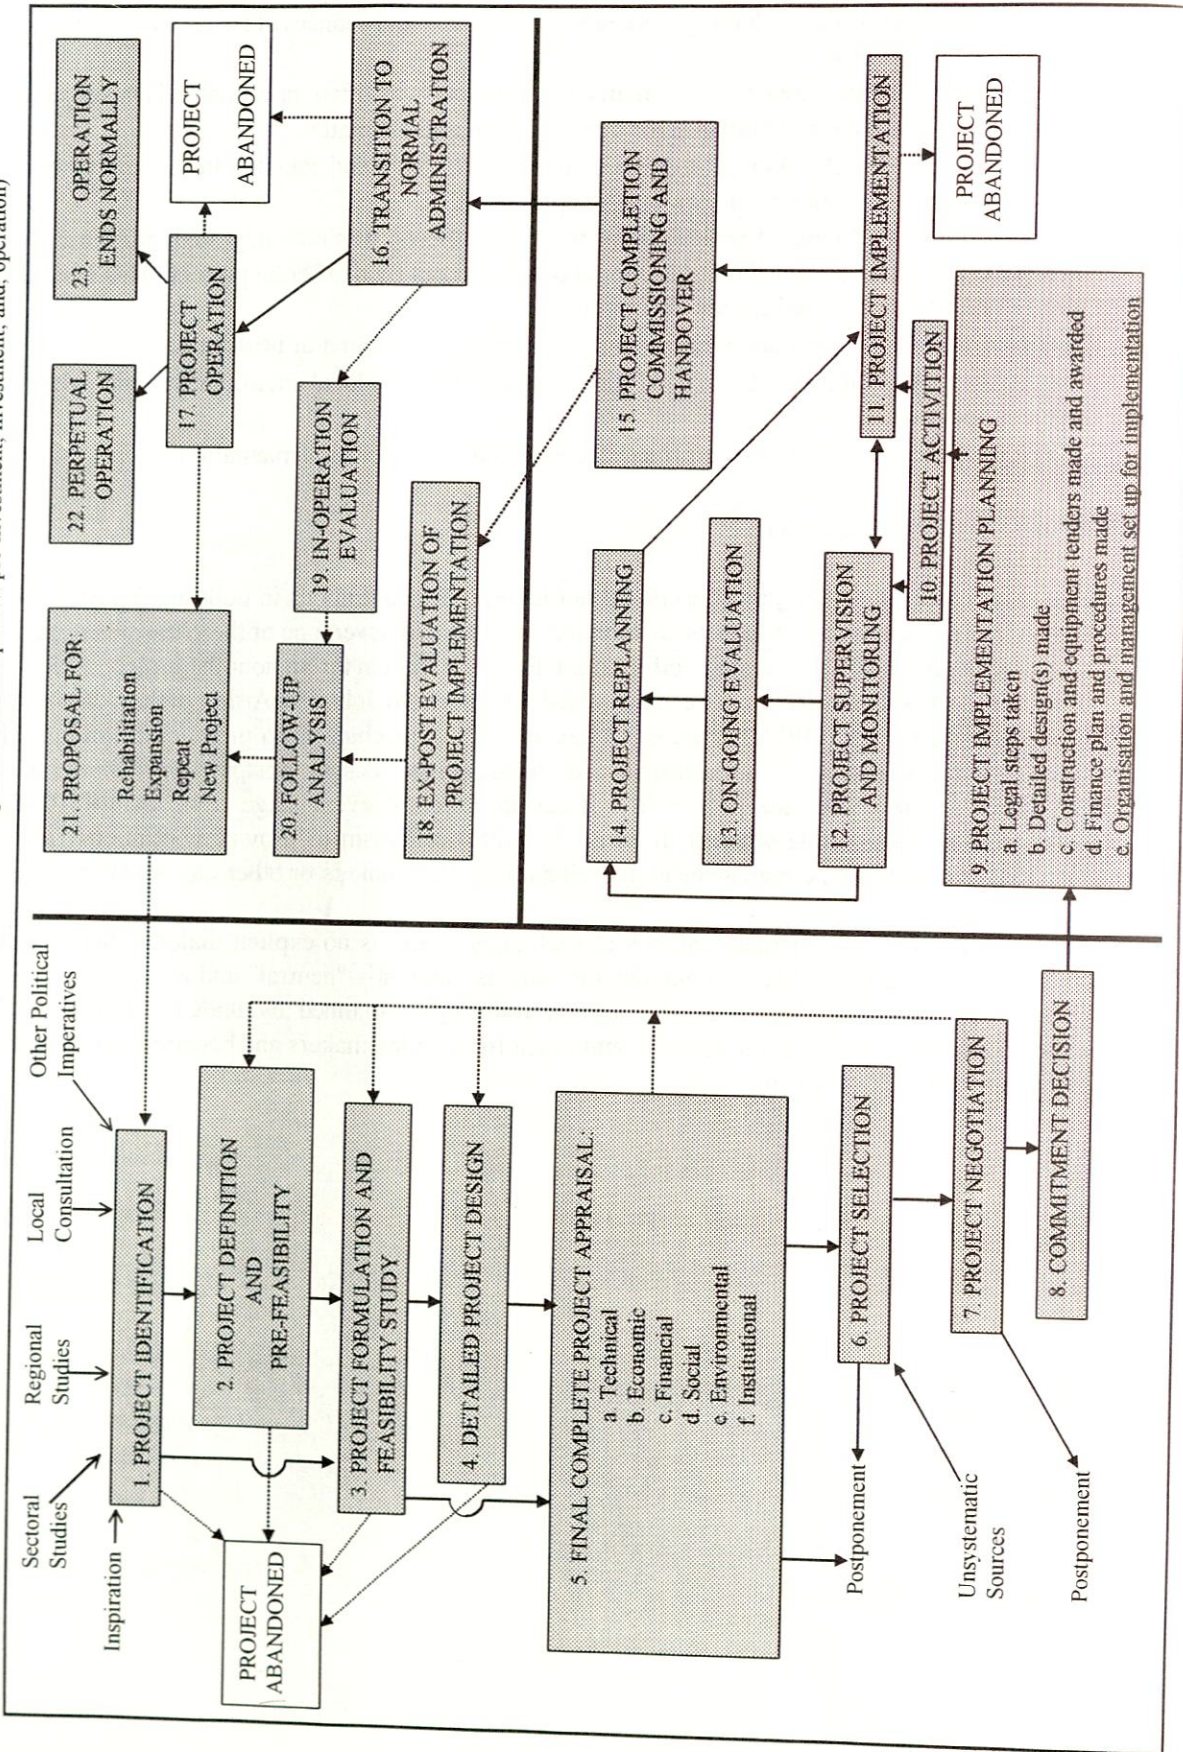 pre-investment, investment, and, operation)
Sectoral
Studies
Regional
Studies
Local
Consultation
Other Political
Imperatives
Inspiration
1. PROJECT IDENTIFICATION
2. PROJECT DEFINITION
AND
PRE-FEASIBILITY
3. PROJECT FORMULATION AND
FEASIBILITY STUDY
4. DETAILED PROJECT DESIGN
PROJECT
ABANDONED
5. FINAL COMPLETE PROJECT APPRAISAL:
a Technical
b. Economic
c. Financial
d. Social
e. Environmental
f. Institutional
6. PROJECT SELECTION
Postponement
Unsystematic
Sources
7. PROJECT NEGOTIATION
Postponement
8. COMMITMENT DECISION
21. PROPOSAL FOR:
Rehabilitation
Expansion
Repeat
New Project
22 PERPETUAL
OPERATION
23. OPERATION
ENDS NORMALLY
17. PROJECT
OPERATION
PROJECT
ABANDONED
20. FOLLOW-UP
ANALYSIS
19. IN-OPERATION
EVALUATION
16. TRANSITION TO
NORMAL
ADMINISTRATION
18. EX-POST EVALUATION OF
PROJECT IMPLEMENTATION
14. PROJECT REPLANNING
15 PROJECT COMPLETION
COMMISSIONING AND
HANDOVER
13. ON-GOING EVALUATION
12. PROJECT SUPERVISION
AND MONITORING
11. PROJECT IMPLEMENTATION
10. PROJECT ACTIVITION
PROJECT
ABANDONED
9. PROJECT IMPLEMENTATION PLANNING
a. Legal steps taken
b. Detailed design(s) made
c. Construction and equipment tenders made and awarded
d. Finance plan and procedures made
e. Organisation and management set up for implementation